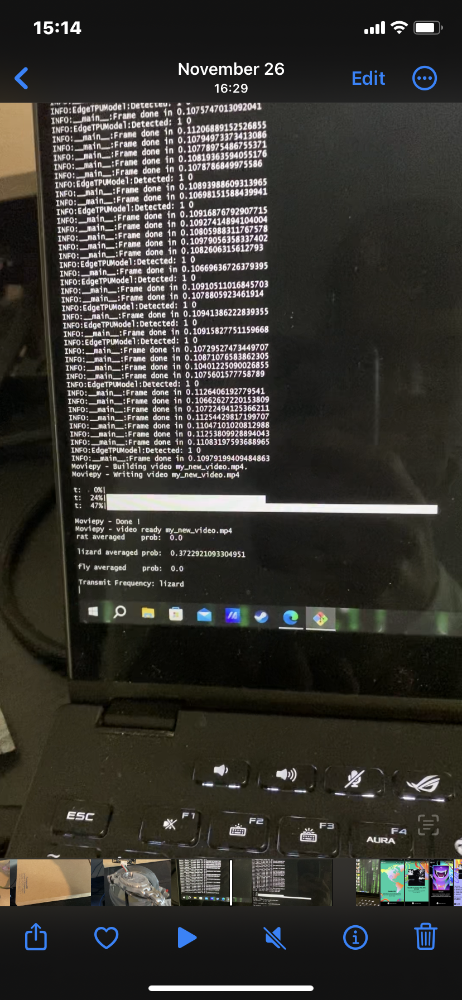 15:14
November 26
16:29
Edit
INFO:EdgeTPUModel:Detected: 1 0
INFO:__main__:Frame done in 0.1075747013092041
INFO:EdgeTPUModel:Detected: 1 0
INFO:__main__:Frame done in 0.11206889152526855
INFO:__main__:Frame done in 0.10794973373413086
INFO:__main__:Frame done in 0.10778975486755371
INFO:__main__:Frame done in 0.10819363594055176
INFO:__main__:Frame done in 0.1078786849975586
INFO:EdgeTPUModel:Detected: 1 0
INFO:__main__:Frame done in 0.10893988609313965
INFO:__main__:Frame done in 0.10698151588439941
INFO:EdgeTPUModel:Detected: 1 0
INFO:__main__:Frame done in 0.10916876792907715
INFO:__main__:Frame done in 0.10927414894104004
INFO:__main__:Frame done in 0.10805988311767578
INFO:__main__:Frame done in 0.10979056358337402
INFO:__main__:Frame done in 0.1082606315612793
INFO:EdgeTPUModel:Detected: 1 0
INFO:__main__:Frame done in 0.10669636726379395
INFO:EdgeTPUModel:Detected: 1 0
INFO:__main__:Frame done in 0.10910511016845703
INFO:__main__:Frame done in 0.1078805923461914
INFO:EdgeTPUModel:Detected: 1 0
INFO:__main__:Frame done in 0.10941386222839355
INFO:EdgeTPUModel:Detected: 1 0
INFO:__main__:Frame done in 0.10915827751159668
INFO:EdgeTPUModel:Detected: 1 0
INFO:__main__:Frame done in 0.10729527473449707
INFO:__main__:Frame done in 0.10871076583862305
INFO:__main__:Frame done in 0.10401225090026855
INFO:__main__:Frame done in 0.1075601577758789
INFO:EdgeTPUModel:Detected: 1 0
INFO:__main__:Frame done in 0.1126406192779541
INFO:__main__:Frame done in 0.10662627220153809
INFO:__main__:Frame done in 0.10722494125366211
INFO:__main__:Frame done in 0.11254429817199707
INFO:__main__:Frame done in 0.11047101020812988
INFO:__main__:Frame done in 0.11253809928894043
INFO:__main__:Frame done in 0.11083197593688965
INFO:EdgeTPUModel:Detected: 1 0
INFO:__main__:Frame done in 0.10979199409484863
Moviepy - Building video my_new_video.mp4.
Moviepy - Writing video my_new_video.mp4
t: 0%|
t: 24%|
t: 47%|
Moviepy - Done !
Moviepy - video ready my_new_video.mp4
rat averaged prob: 0.0
lizard averaged prob: 0.3722921093304951
fly averaged prob: 0.0
Transmit Frequency: lizard
ESC
F1
F2
F3
F4
AURA
~